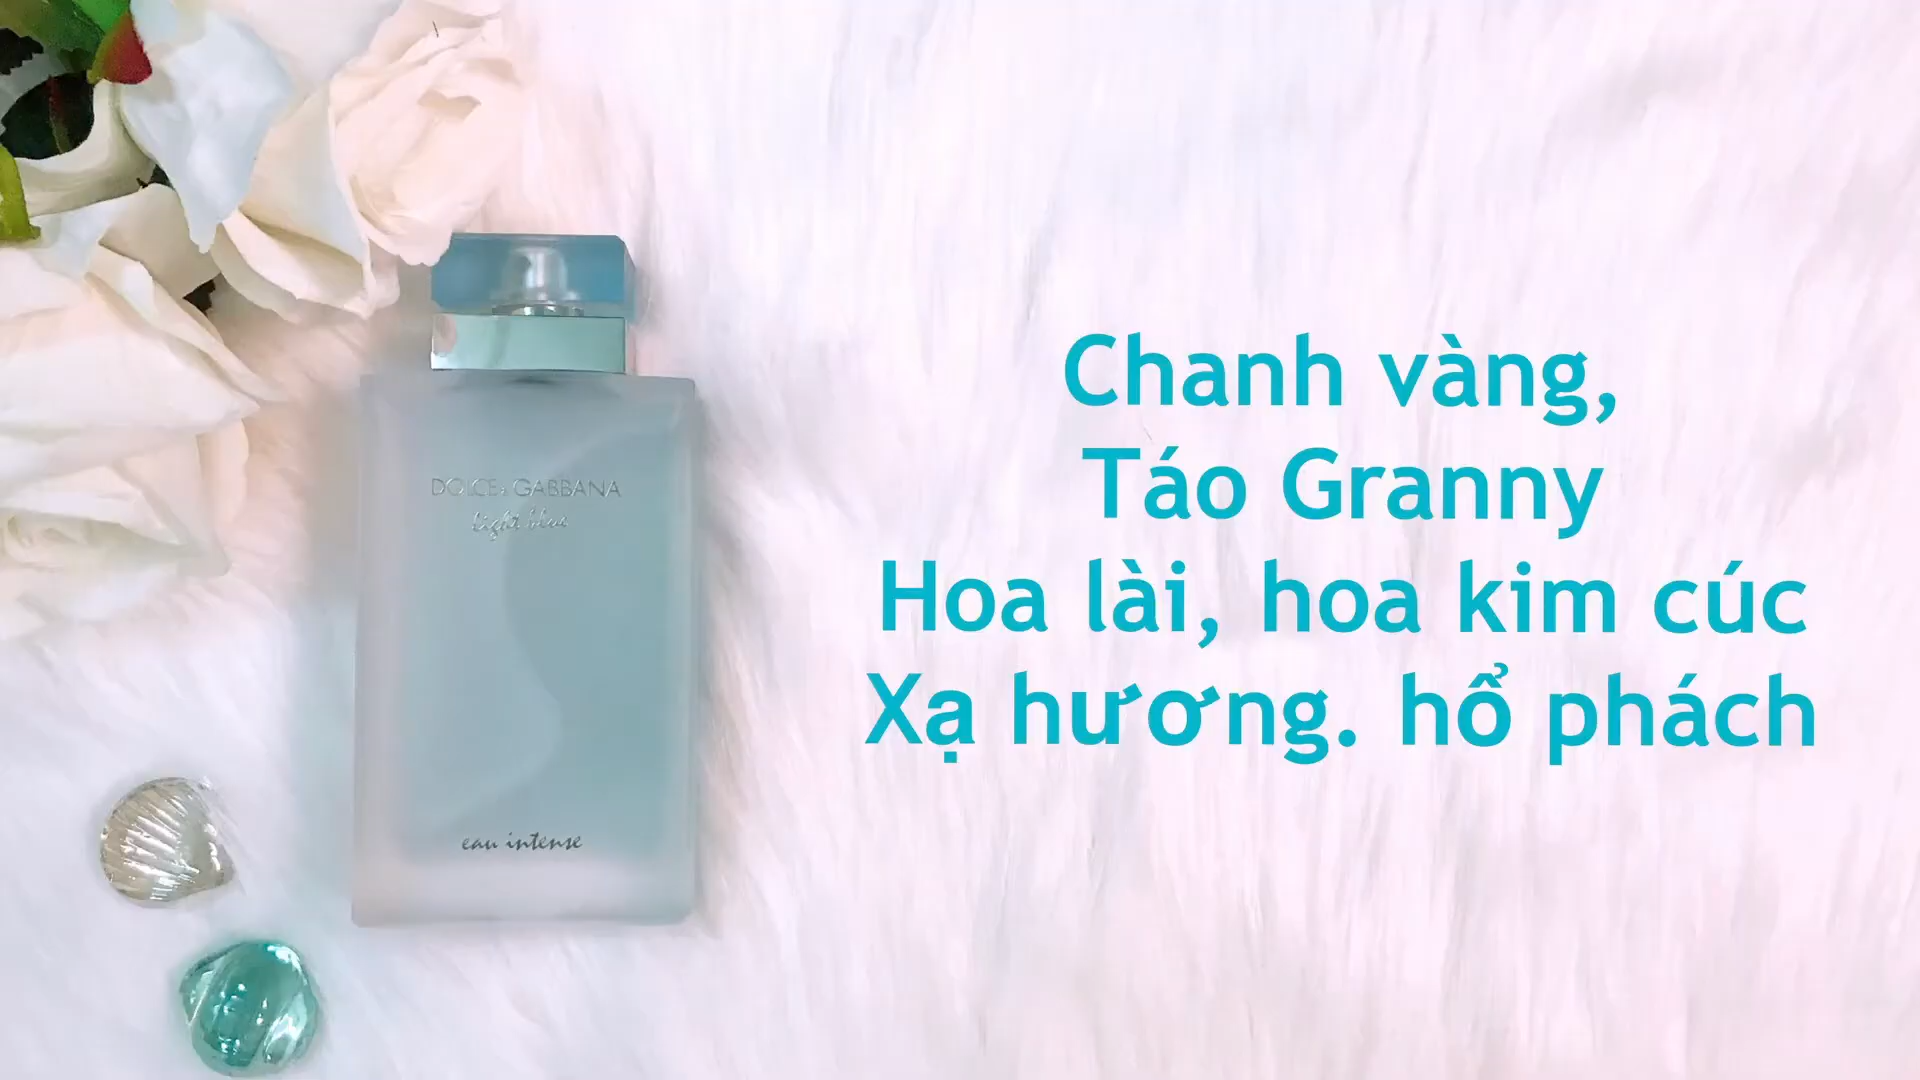 DOLCE & GABBANA
light blue
eau intense
Chanh vàng,
Táo Granny
Hoa lài, hoa kim cúc
Xạ hương. hổ phách